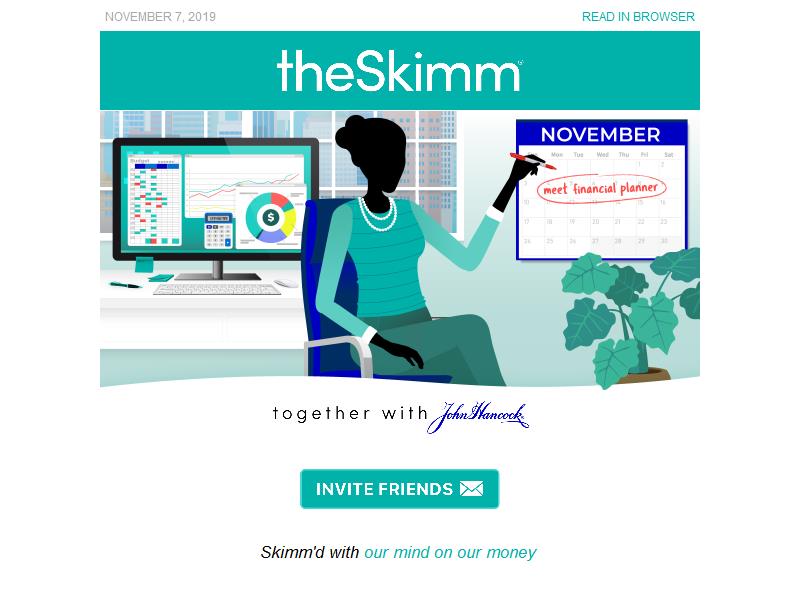 NOVEMBER 7, 2019
READ IN BROWSER
theSkimm®
NOVEMBER
Mon Tue Wed Thu Fri Sat
meet financial planner
Budget
$
together with John Hancock
INVITE FRIENDS
Skimm'd with our mind on our money